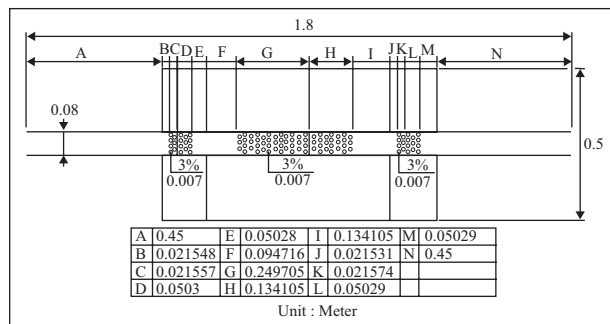 1.8
A B C D E F G H I J K L M N
0.08
0.5
3% 3% 3%
0.007 0.007 0.007
A 0.45 E 0.05028 I 0.134105 M 0.05029
B 0.021548 F 0.094716 J 0.021531 N 0.45
C 0.021557 G 0.249705 K 0.021574
D 0.0503 H 0.134105 L 0.05029
Unit : Meter